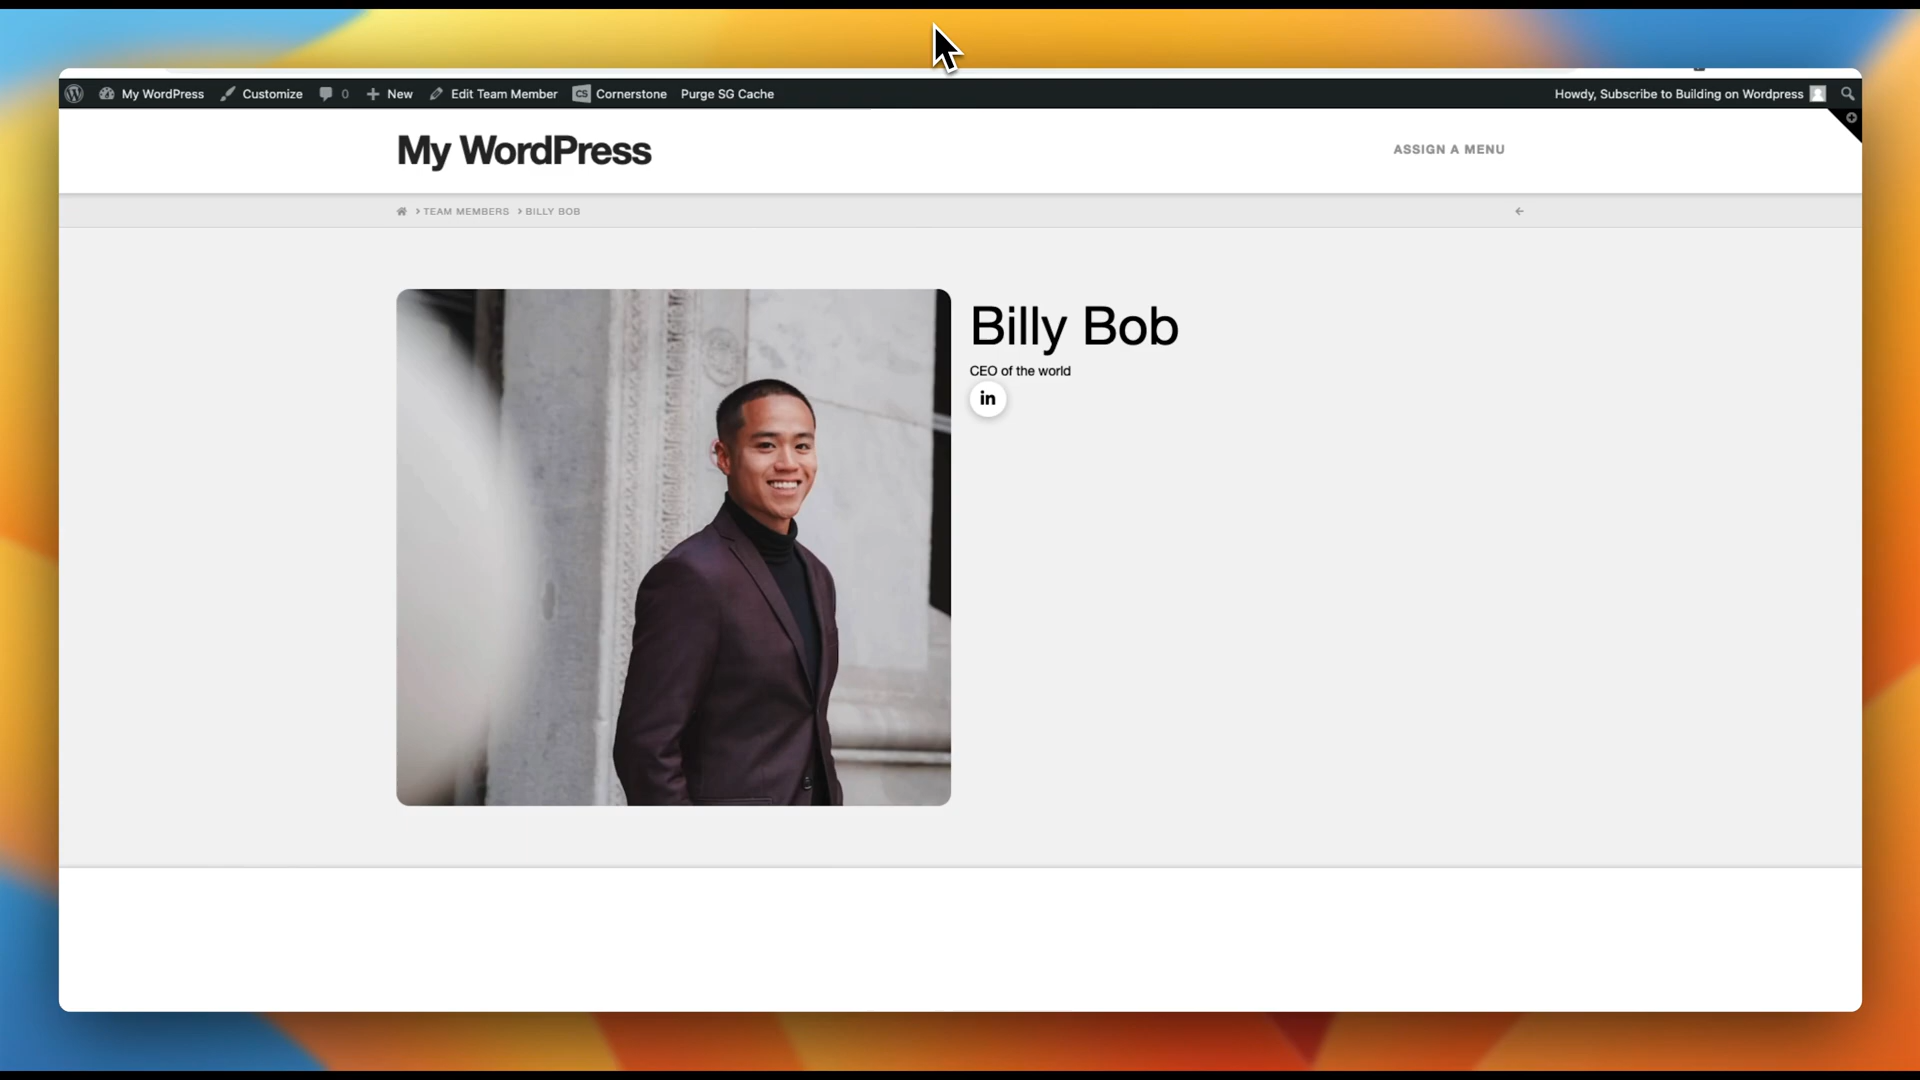 My WordPress Customize 0 New Edit Team Member CS Cornerstone Purge SG Cache Howdy, Subscribe to Building on Wordpress
My WordPress ASSIGN A MENU
TEAM MEMBERS BILLY BOB
Billy Bob
CEO of the world
in